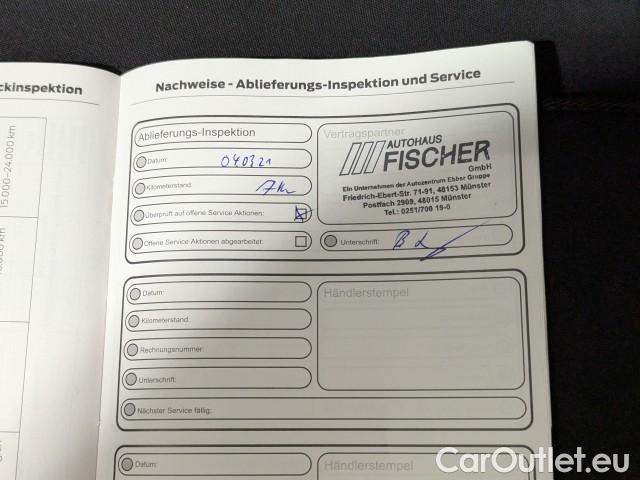 ckinspektion
15.000–24.000 km
Nachweise - Ablieferungs-Inspektion und Service
Ablieferungs-Inspektion
Datum: 040321
Kilometerstand: 7km
Überprüft auf offene Service Aktionen:
Offene Service Aktionen abgearbeitet:
Vertragspartner
AUTOHAUS
FISCHER
GmbH
Ein Unternehmen der Autozentrum Ebber Gruppe
Friedrich-Ebert-Str. 71-91, 48153 Münster
Postfach 2909, 48015 Münster
Tel.: 0251/700 19-0
Unterschrift:
Datum:
Kilometerstand:
Rechnungsnummer:
Unterschrift:
Nächster Service fällig:
Händlerstempel
Datum:
Händlerstempel
CarOutlet.eu